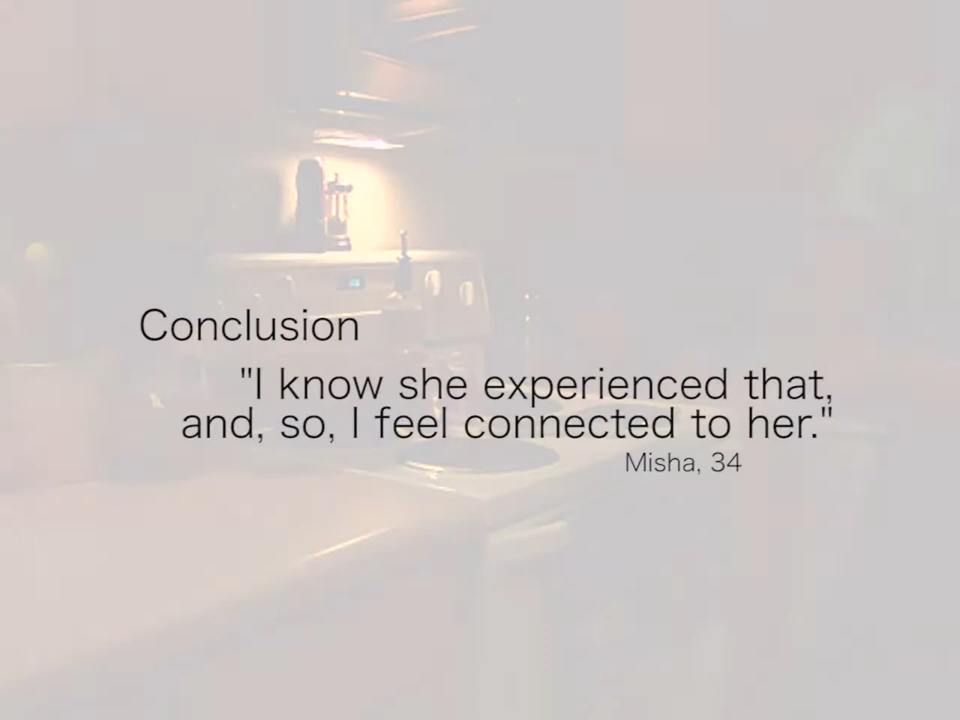 Conclusion
"I know she experienced that,
and, so, I feel connected to her."
Misha, 34